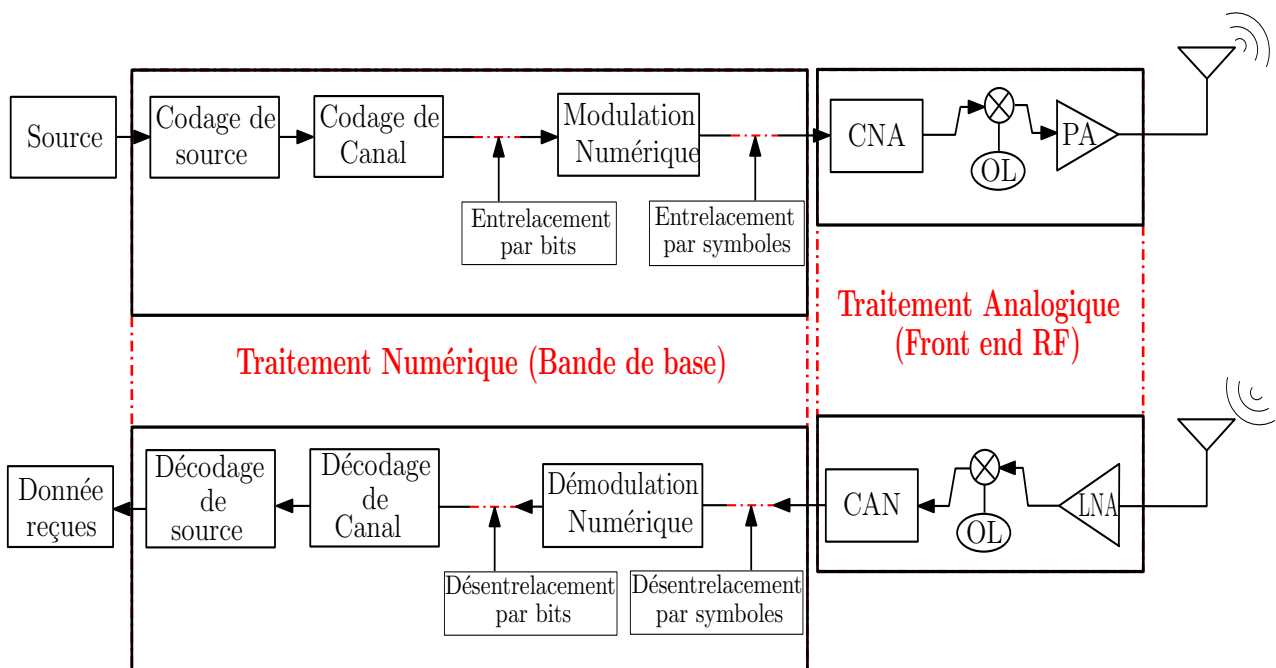 Source
Codage de
source
Codage de
Canal
Modulation
Numérique
CNA
OL
PA
Entrelacement
par bits
Entrelacement
par symboles
Traitement Analogique
(Front end RF)
Traitement Numérique (Bande de base)
Donnée
reçues
Décodage
de
source
Décodage
de
Canal
Démodulation
Numérique
CAN
OL
LNA
Désentrelacement
par bits
Désentrelacement
par symboles